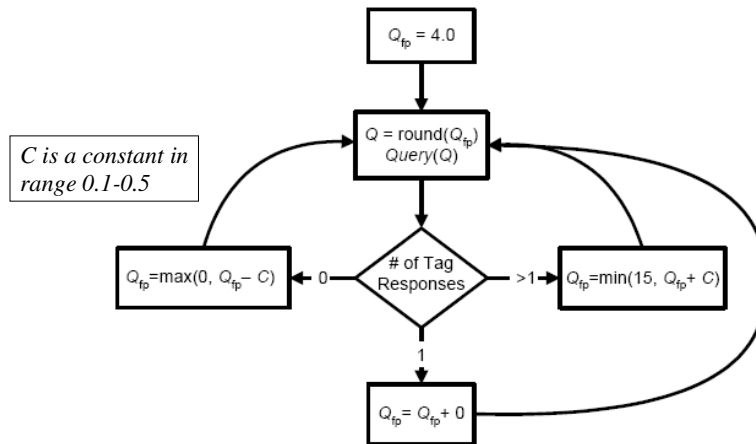 Q_fp = 4.0
Q = round(Q_fp)
Query(Q)
C is a constant in
range 0.1-0.5
# of Tag
Responses
Q_fp=max(0, Q_fp– C)
0
>1
Q_fp=min(15, Q_fp+ C)
1
Q_fp= Q_fp+ 0